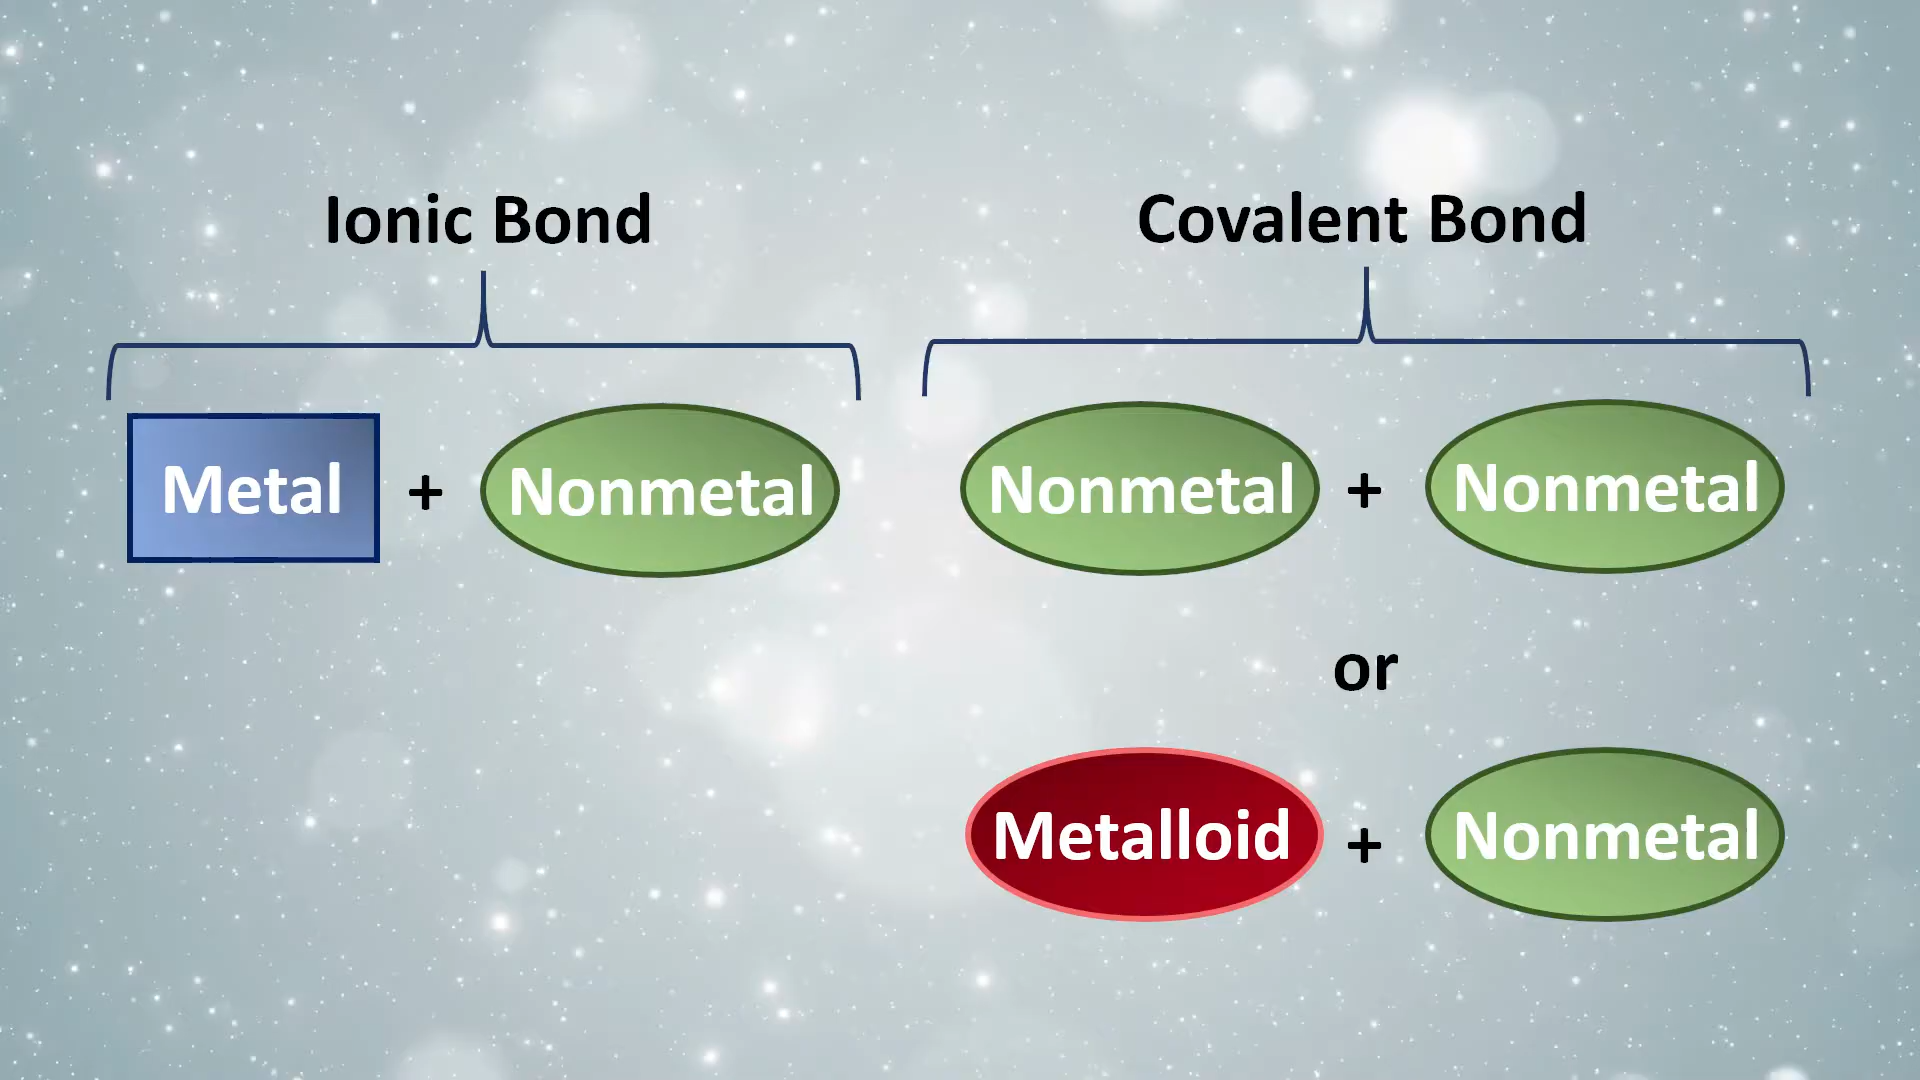 Ionic Bond
Metal + Nonmetal
Covalent Bond
Nonmetal + Nonmetal
or
Metalloid + Nonmetal